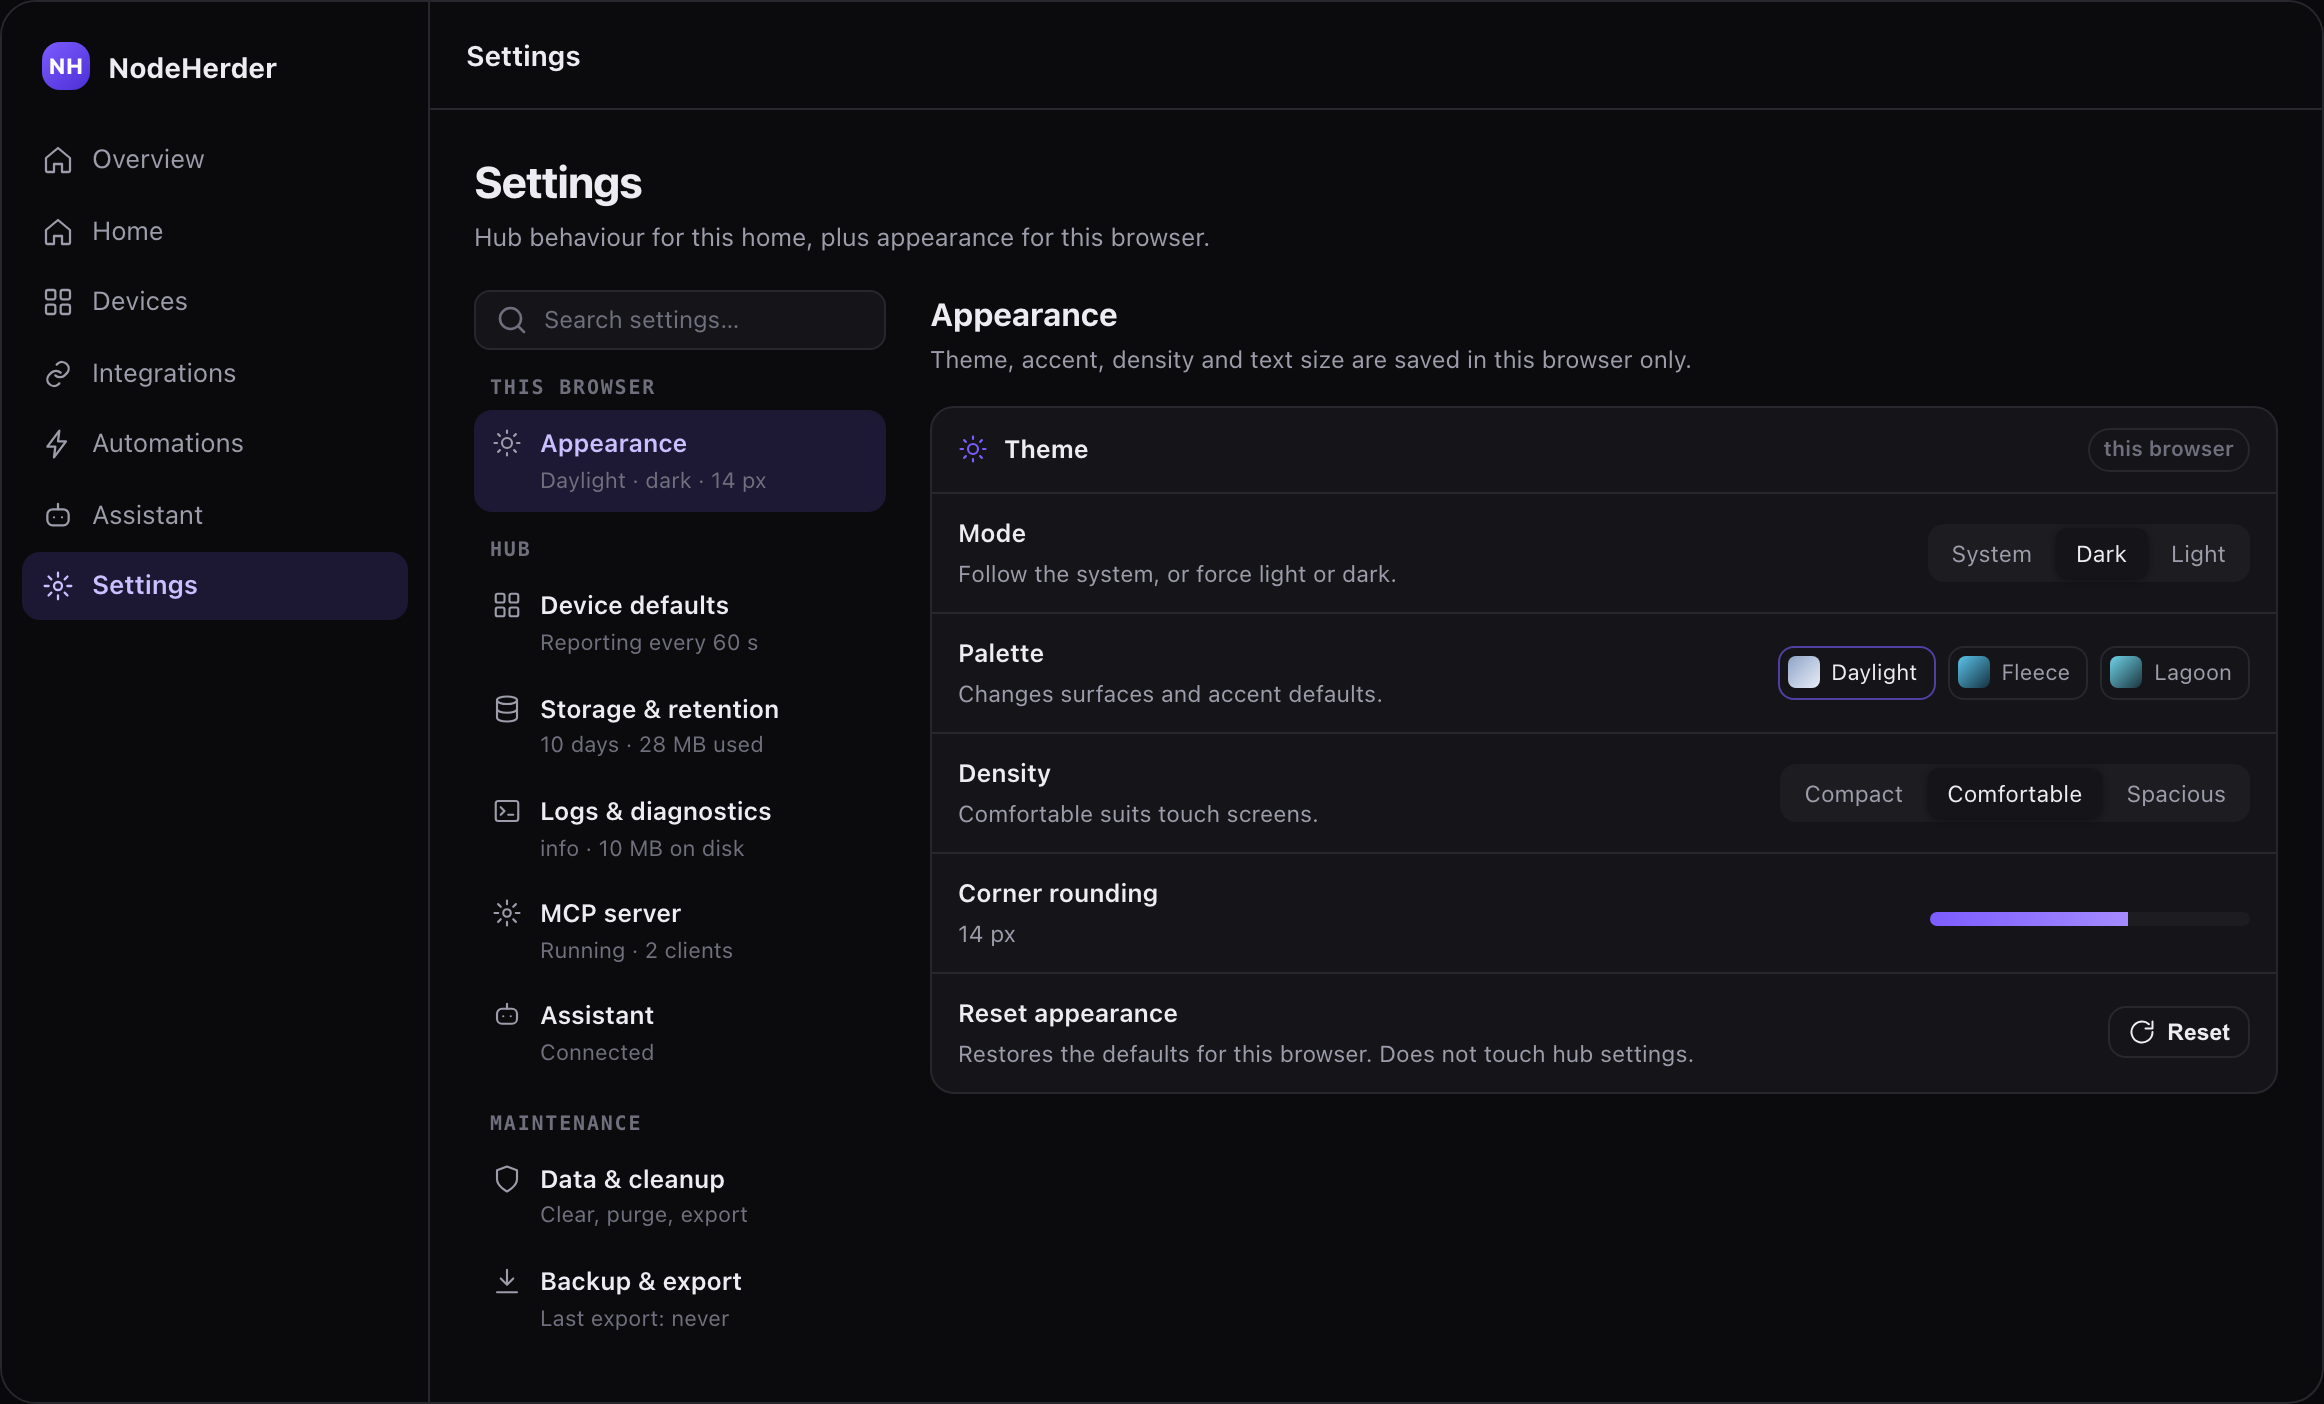 NH NodeHerder
Overview
Home
Devices
Integrations
Automations
Assistant
Settings
Settings
Settings
Hub behaviour for this home, plus appearance for this browser.
Search settings...
THIS BROWSER
Appearance
Daylight · dark · 14 px
HUB
Device defaults
Reporting every 60 s
Storage & retention
10 days · 28 MB used
Logs & diagnostics
info · 10 MB on disk
MCP server
Running · 2 clients
Assistant
Connected
MAINTENANCE
Data & cleanup
Clear, purge, export
Backup & export
Last export: never
Appearance
Theme, accent, density and text size are saved in this browser only.
Theme this browser
Mode
Follow the system, or force light or dark.
System Dark Light
Palette
Changes surfaces and accent defaults.
Daylight Fleece Lagoon
Density
Comfortable suits touch screens.
Compact Comfortable Spacious
Corner rounding
14 px
Reset appearance
Restores the defaults for this browser. Does not touch hub settings.
Reset